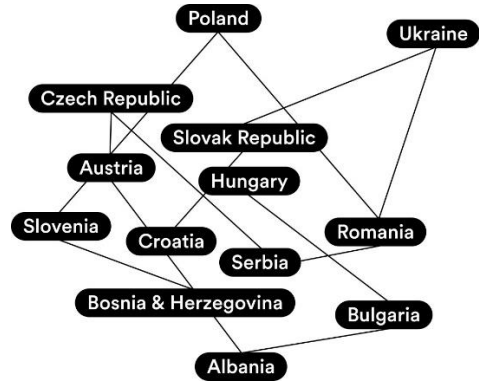 Poland
Ukraine
Czech Republic
Slovak Republic
Austria
Hungary
Slovenia
Croatia
Romania
Serbia
Bosnia & Herzegovina
Bulgaria
Albania